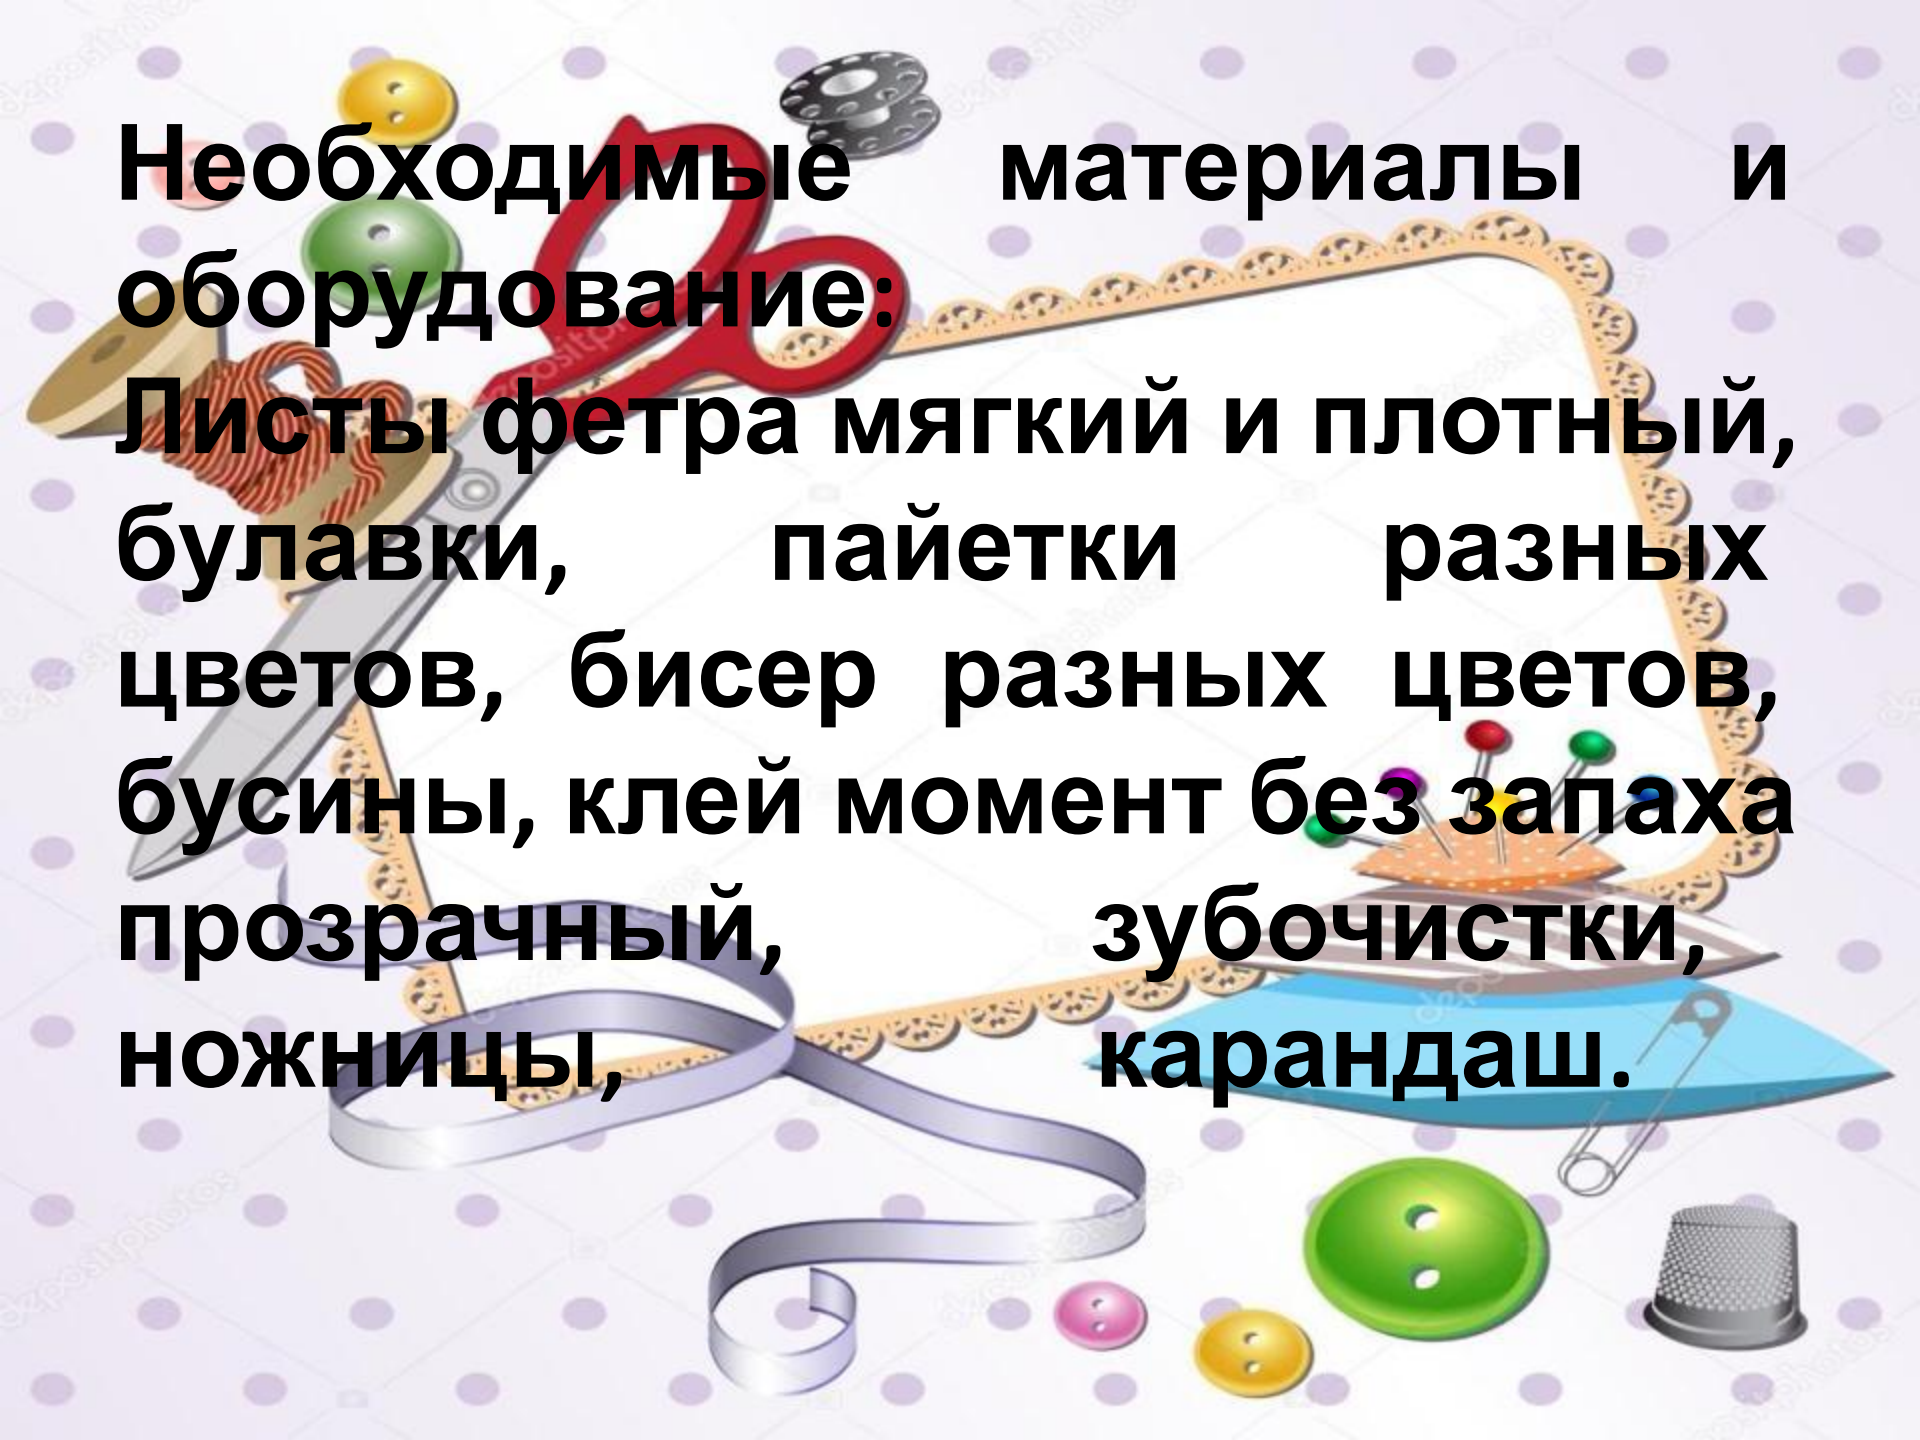 Необходимые материалы и
оборудование:
Листы фетра мягкий и плотный,
булавки, пайетки разных
цветов, бисер разных цветов,
бусины, клей момент без запаха
прозрачный, зубочистки,
ножницы, карандаш.